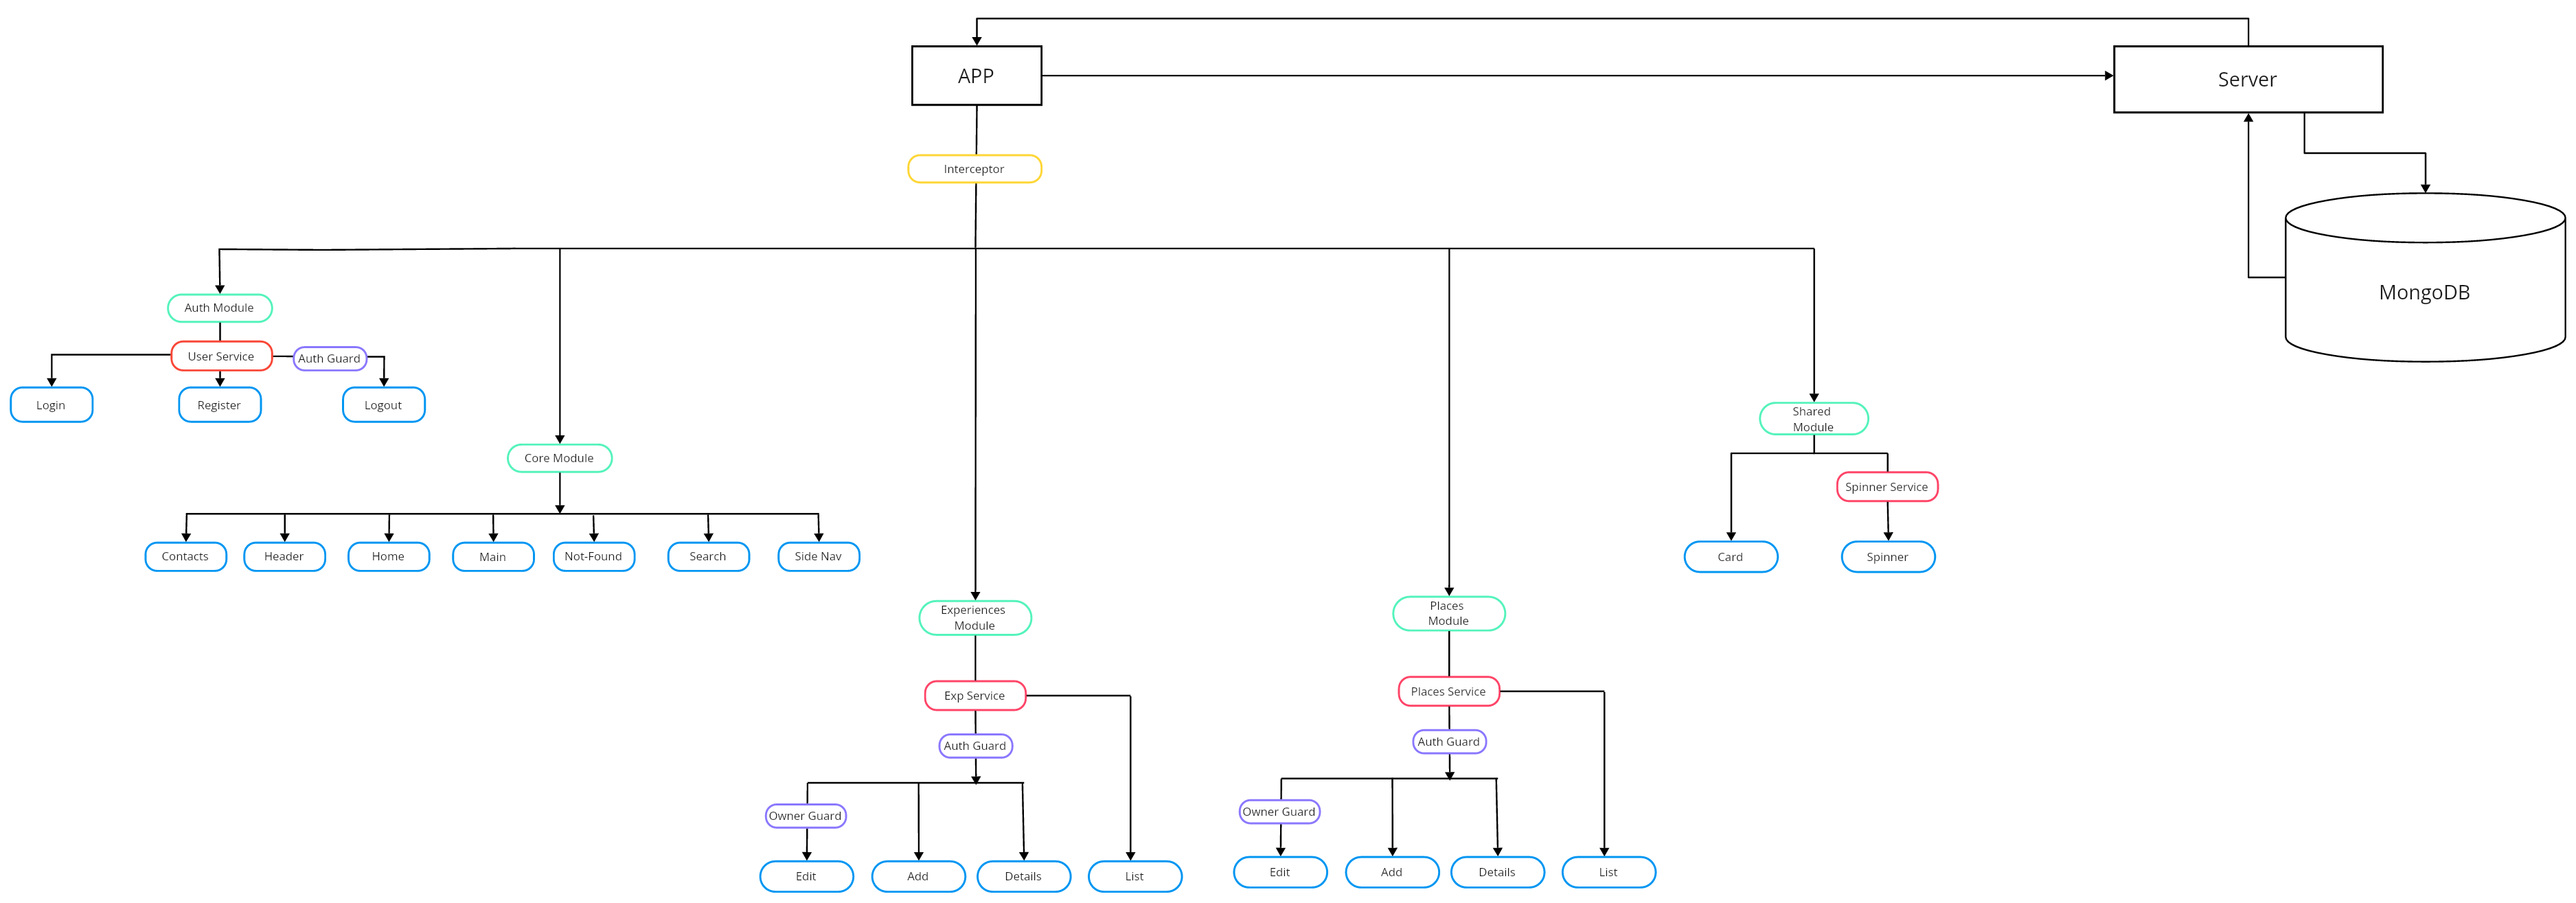 APP
Server
Interceptor
MongoDB
Auth Module
User Service
Auth Guard
Login
Register
Logout
Core Module
Contacts
Header
Home
Main
Not-Found
Search
Side Nav
Shared
Module
Spinner Service
Card
Spinner
Experiences
Module
Exp Service
Auth Guard
Owner Guard
Edit
Add
Details
List
Places
Module
Places Service
Auth Guard
Owner Guard
Edit
Add
Details
List